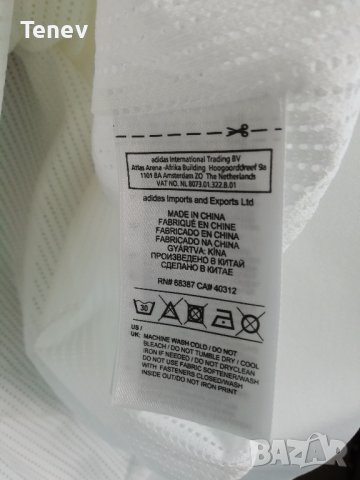 Tenev
adidas International Trading BV
Atlas Arena -Afrika Building Hoogoorddreef 9a
1101 BA Amsterdam ZO The Netherlands
VAT NO. NL 8073.01.322.B.01
adidas Imports and Exports Ltd
MADE IN CHINA
FABRIQUÉ EN CHINE
FABRICADO EN CHINA
FABRICADO NA CHINA
GYÁRTVA: KÍNA
ПРОИЗВЕДЕНО В КИТАЙ
СДЕЛАНО В КИТАЕ
RN# 68387 CA# 40312
30
US /
UK: MACHINE WASH COLD / DO NOT
BLEACH / DO NOT TUMBLE DRY / COOL
IRON IF NEEDED / DO NOT DRYCLEAN
DO NOT USE FABRIC SOFTENER/WASH
WITH FASTENERS CLOSED/WASH
INSIDE OUT/DO NOT IRON PRINT
BAZAR